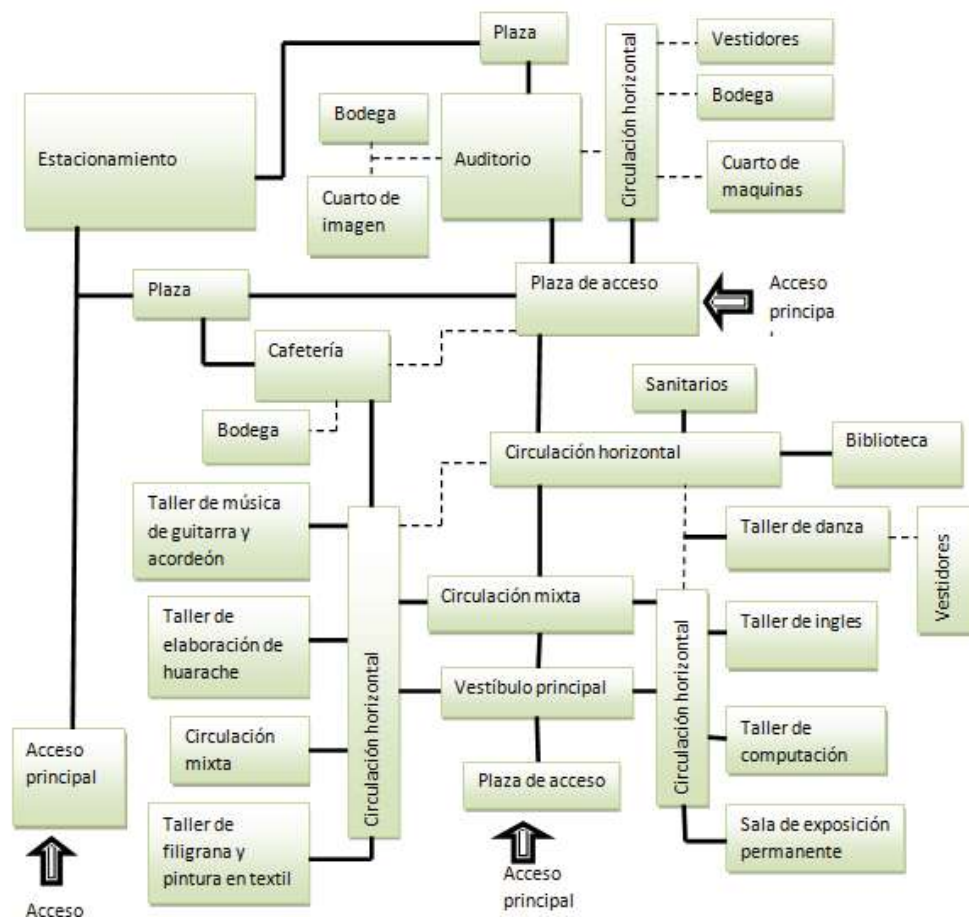 Plaza
Vestidores
Bodega
Circulación horizontal
Estacionamiento
Bodega
Auditorio
Cuarto de
imagen
Cuarto de
maquinas
Plaza
Plaza de acceso
Acceso
principa
Cafetería
Sanitarios
Bodega
Circulación horizontal
Biblioteca
Taller de música
de guitarra y
acordeón
Taller de danza
Vestidores
Taller de
elaboración de
huarache
Circulación horizontal
Circulación mixta
Circulación horizontal
Taller de ingles
Vestíbulo principal
Circulación
mixta
Taller de
computación
Acceso
principal
Plaza de acceso
Taller de
filigrana y
pintura en textil
Sala de exposición
permanente
Acceso
principal
Acceso